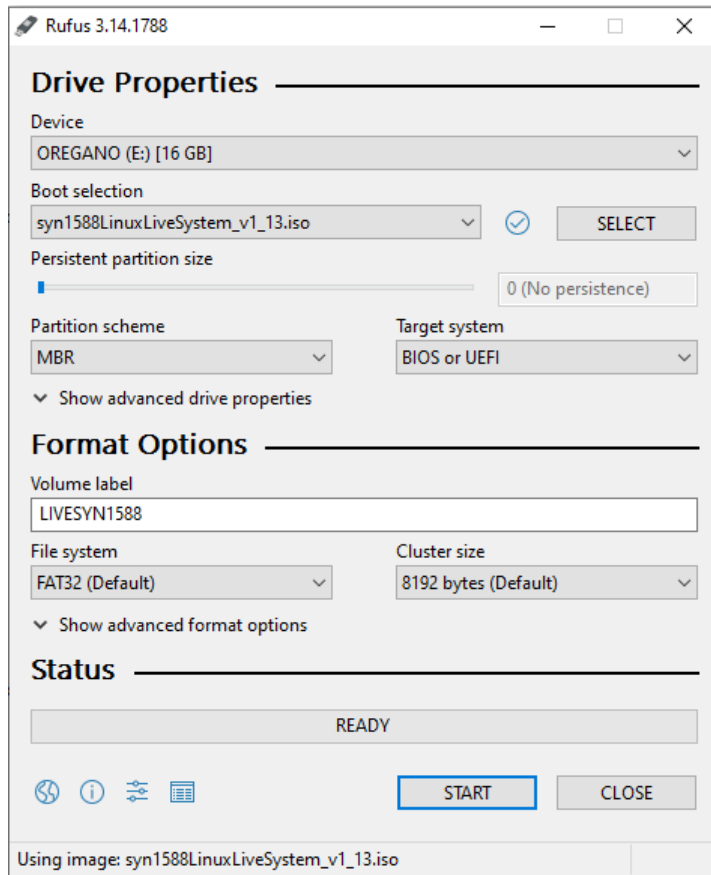 Rufus 3.14.1788
Drive Properties
Device
OREGANO (E:) [16 GB]
Boot selection
syn1588LinuxLiveSystem_v1_13.iso
SELECT
Persistent partition size
0 (No persistence)
Partition scheme
Target system
MBR
BIOS or UEFI
Show advanced drive properties
Format Options
Volume label
LIVESYN1588
File system
Cluster size
FAT32 (Default)
8192 bytes (Default)
Show advanced format options
Status
READY
START
CLOSE
Using image: syn1588LinuxLiveSystem_v1_13.iso